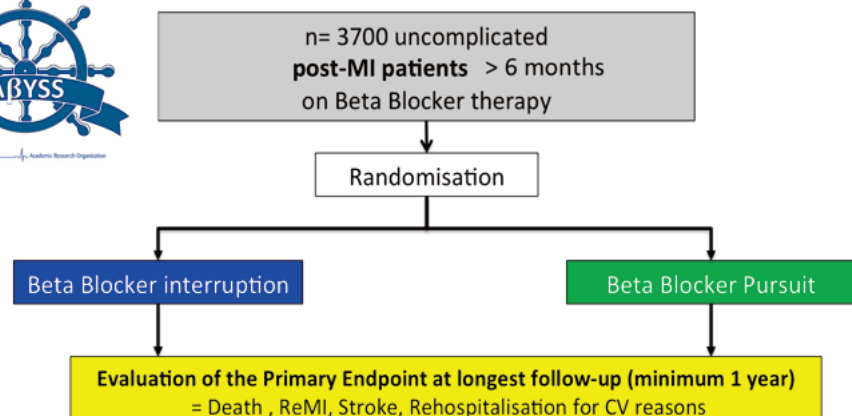 AβYSS
Academic Research Organization
n= 3700 uncomplicated
post-MI patients > 6 months
on Beta Blocker therapy
Randomisation
Beta Blocker interruption
Beta Blocker Pursuit
Evaluation of the Primary Endpoint at longest follow-up (minimum 1 year)
= Death , ReMI, Stroke, Rehospitalisation for CV reasons